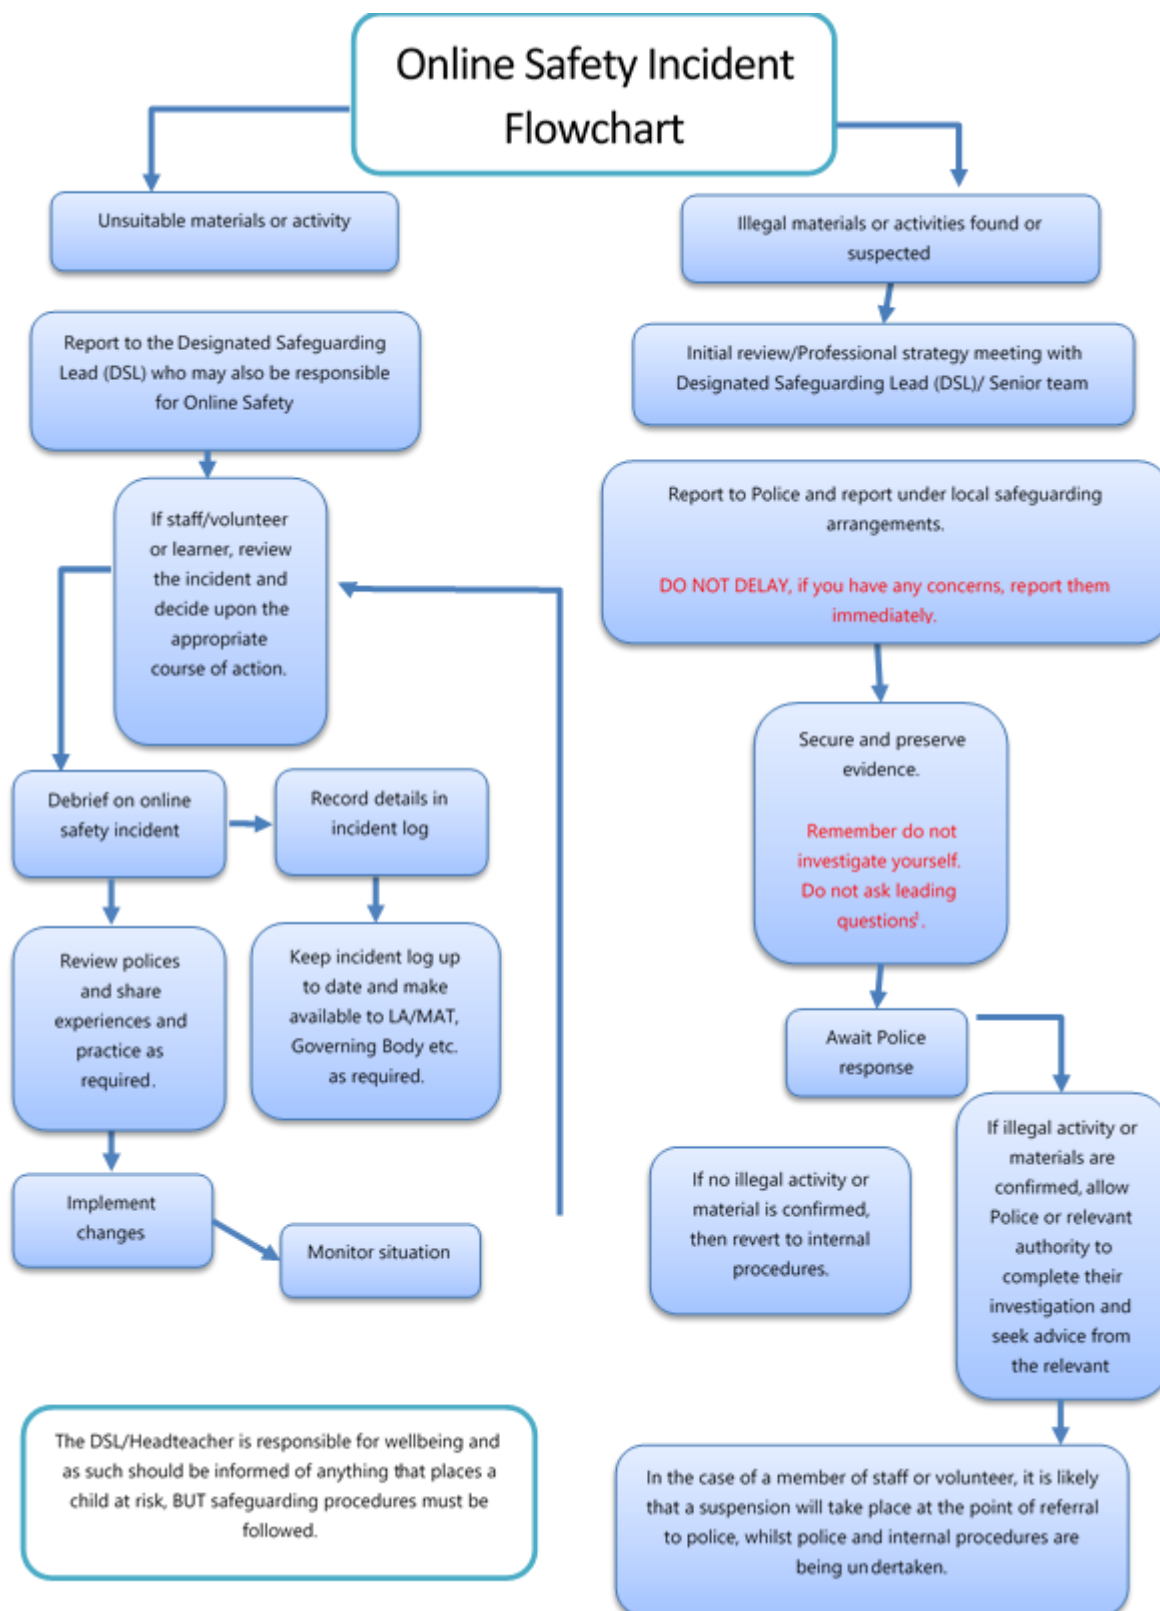 Online Safety Incident
Flowchart
Unsuitable materials or activity
Report to the Designated Safeguarding
Lead (DSL) who may also be responsible
for Online Safety
If staff/volunteer
or learner, review
the incident and
decide upon the
appropriate
course of action.
Debrief on online
safety incident
Record details in
incident log
Review polices
and share
experiences and
practice as
required.
Keep incident log up
to date and make
available to LA/MAT,
Governing Body etc.
as required.
Implement
changes
Monitor situation
The DSL/Headteacher is responsible for wellbeing and
as such should be informed of anything that places a
child at risk, BUT safeguarding procedures must be
followed.
Illegal materials or activities found or
suspected
Initial review/Professional strategy meeting with
Designated Safeguarding Lead (DSL)/ Senior team
Report to Police and report under local safeguarding
arrangements.
DO NOT DELAY, if you have any concerns, report them
immediately.
Secure and preserve
evidence.
Remember do not
investigate yourself.
Do not ask leading
questions.
Await Police
response
If no illegal activity or
material is confirmed,
then revert to internal
procedures.
If illegal activity or
materials are
confirmed, allow
Police or relevant
authority to
complete their
investigation and
seek advice from
the relevant
In the case of a member of staff or volunteer, it is likely
that a suspension will take place at the point of referral
to police, whilst police and internal procedures are
being undertaken.